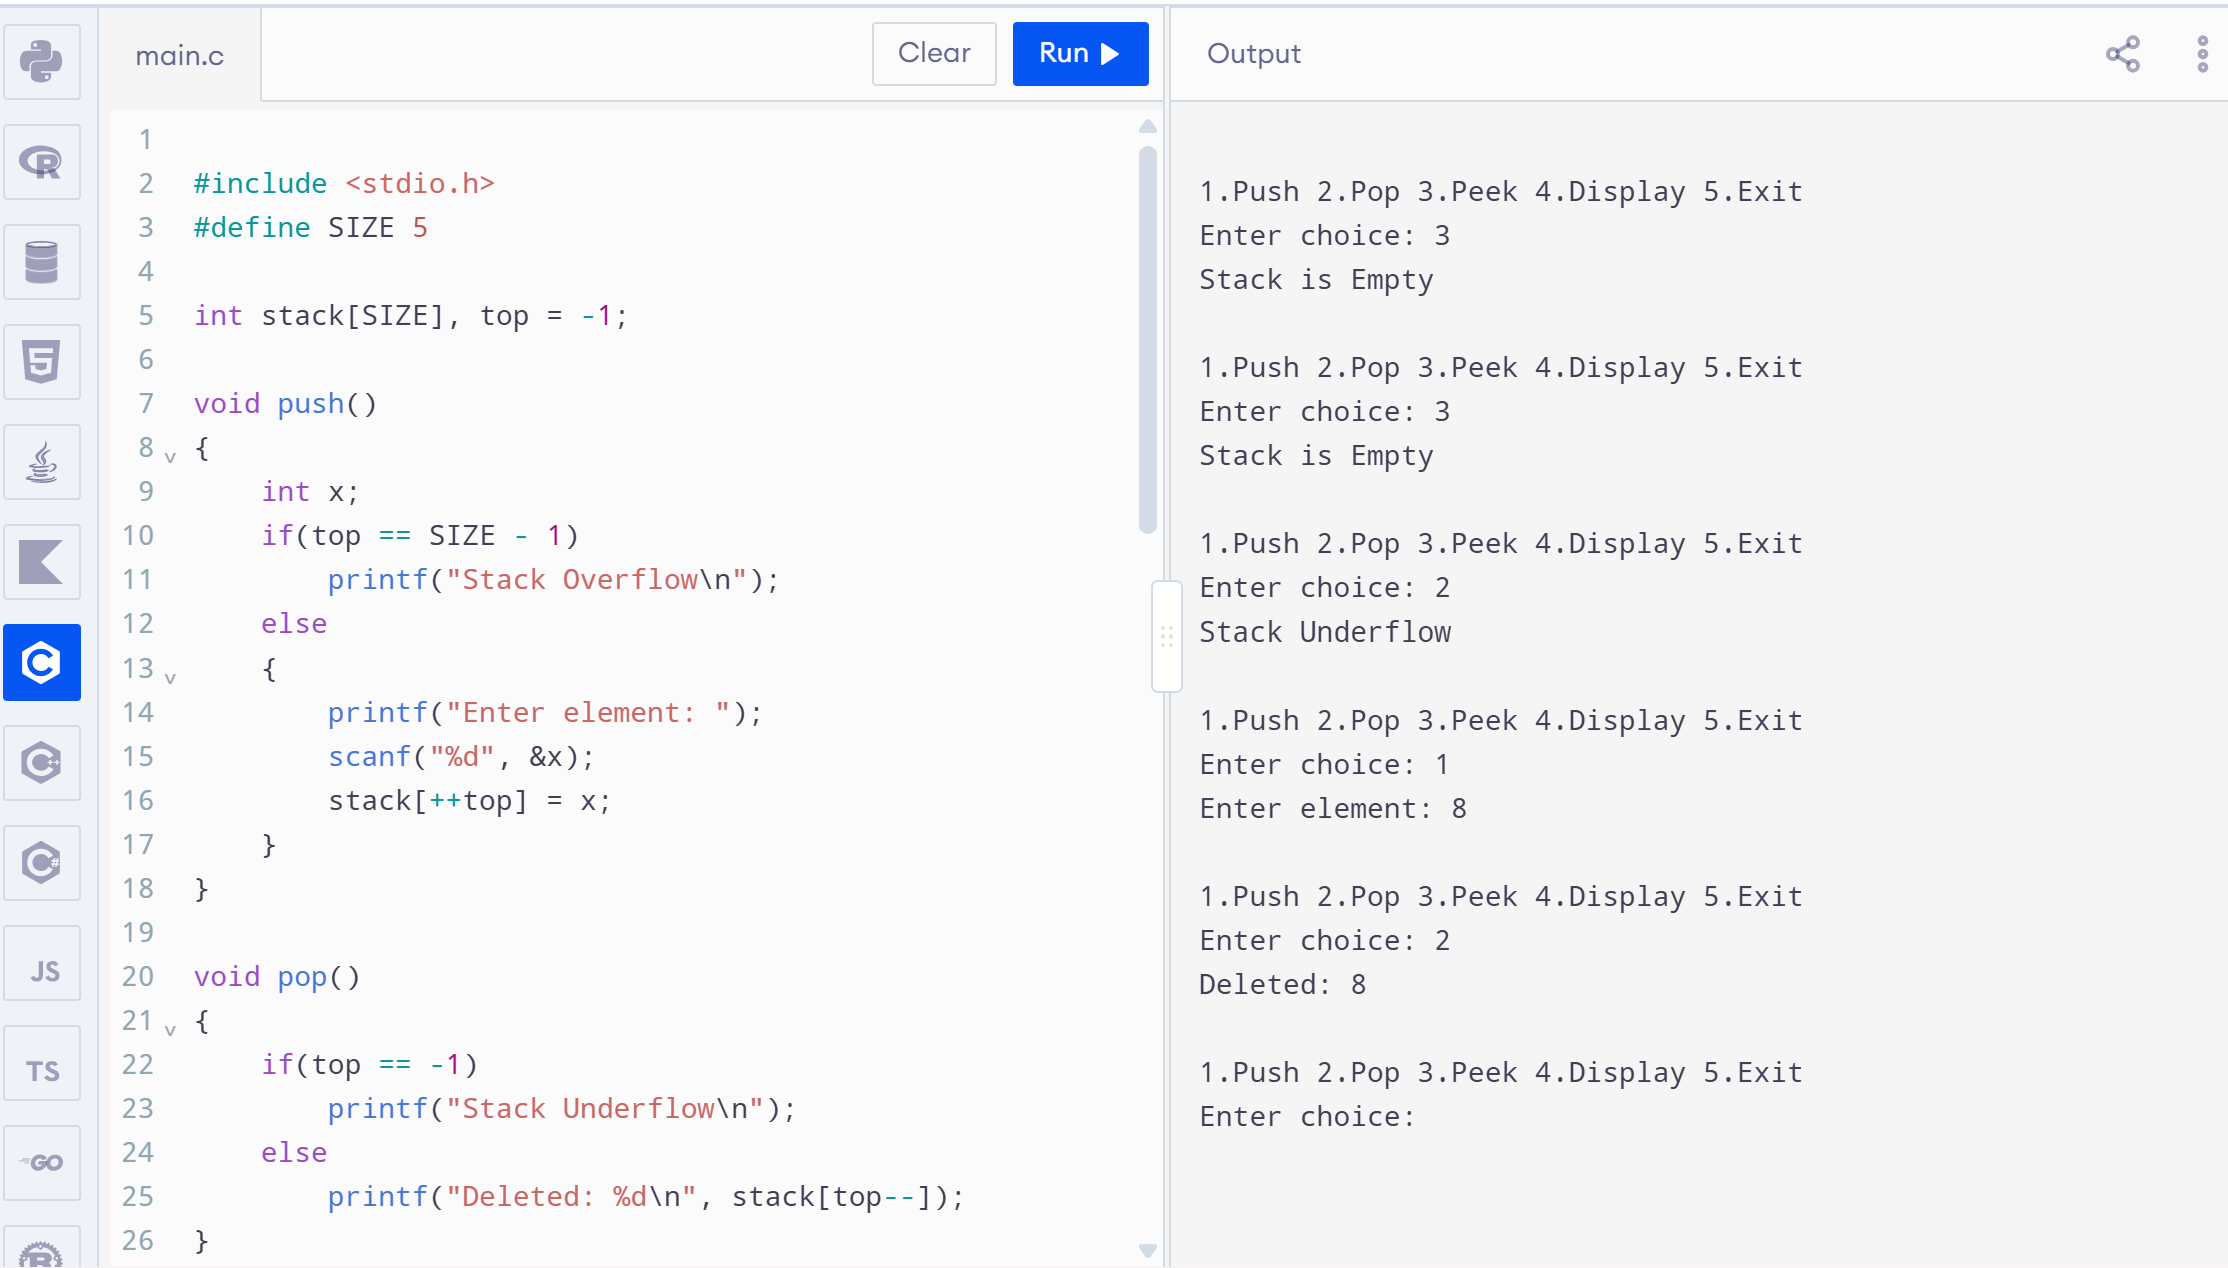 main.c
Clear
Run
Output
1
2 #include <stdio.h>
3 #define SIZE 5
4
5 int stack[SIZE], top = -1;
6
7 void push()
8 {
9     int x;
10     if(top == SIZE - 1)
11         printf("Stack Overflow\n");
12     else
13     {
14         printf("Enter element: ");
15         scanf("%d", &x);
16         stack[++top] = x;
17     }
18 }
19
20 void pop()
21 {
22     if(top == -1)
23         printf("Stack Underflow\n");
24     else
25         printf("Deleted: %d\n", stack[top--]);
26 }
1.Push 2.Pop 3.Peek 4.Display 5.Exit
Enter choice: 3
Stack is Empty
1.Push 2.Pop 3.Peek 4.Display 5.Exit
Enter choice: 3
Stack is Empty
1.Push 2.Pop 3.Peek 4.Display 5.Exit
Enter choice: 2
Stack Underflow
1.Push 2.Pop 3.Peek 4.Display 5.Exit
Enter choice: 1
Enter element: 8
1.Push 2.Pop 3.Peek 4.Display 5.Exit
Enter choice: 2
Deleted: 8
1.Push 2.Pop 3.Peek 4.Display 5.Exit
Enter choice:
R
5
C
C++
C#
JS
TS
GO
R